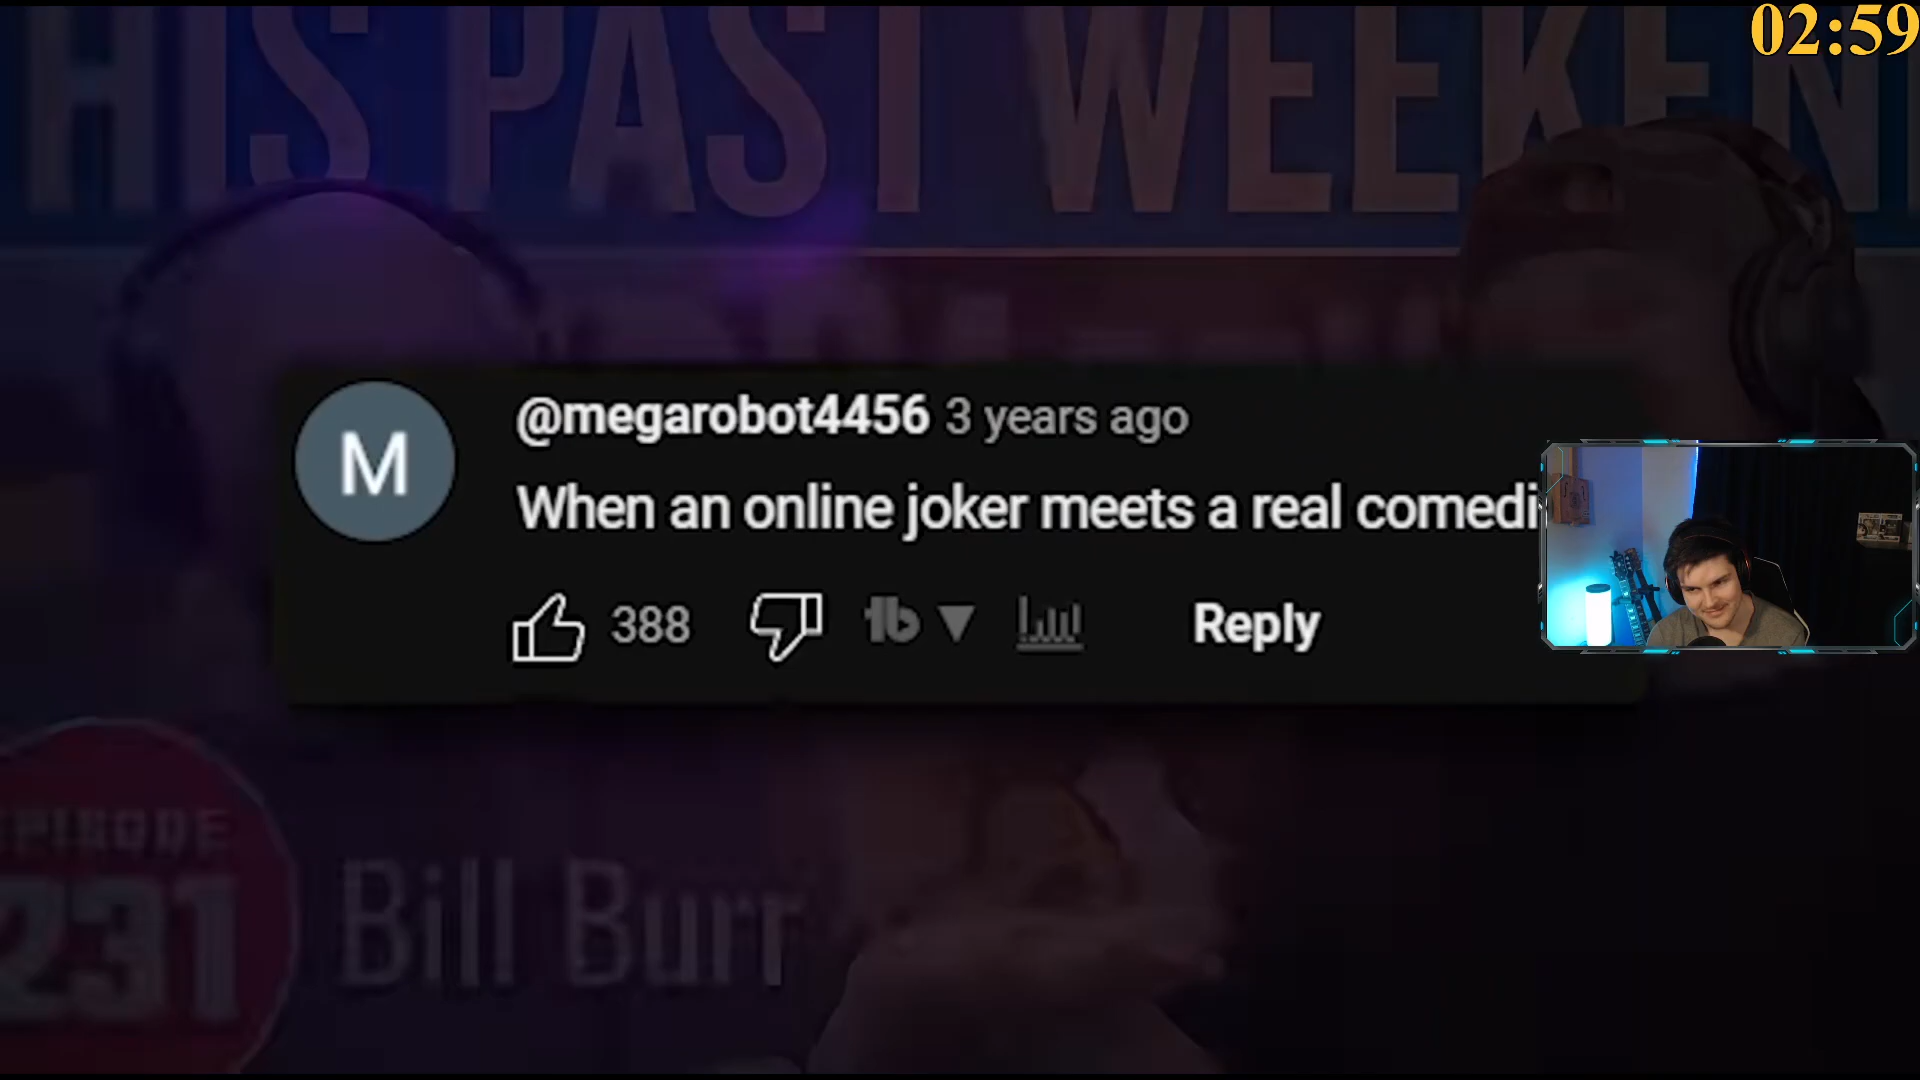 02:59
HIS PAST WEEKEN
@megarobot4456 3 years ago
When an online joker meets a real comedi
388
Reply
EPISODE
231
Bill Burr
M